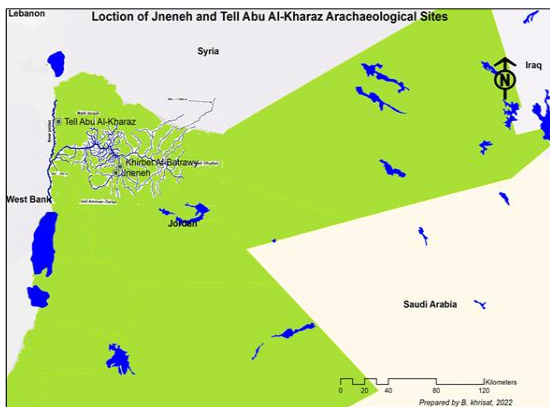 Loction of Jneneh and Tell Abu Al-Kharaz Arachaeological Sites
Lebanon
Syria
Iraq
N
Tell Abu Al-Kharaz
Khirbet Al-Batrawy
Jneneh
West Bank
Jordan
Saudi Arabia
0 20 40 80 120
Kilometers
Prepared by B. khrisat, 2022